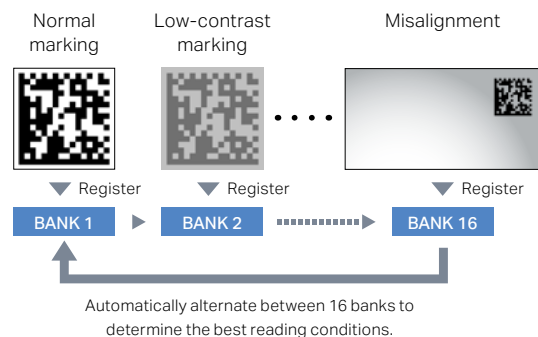 Normal
marking
Low-contrast
marking
Misalignment
Register
Register
Register
BANK 1
BANK 2
BANK 16
Automatically alternate between 16 banks to
determine the best reading conditions.